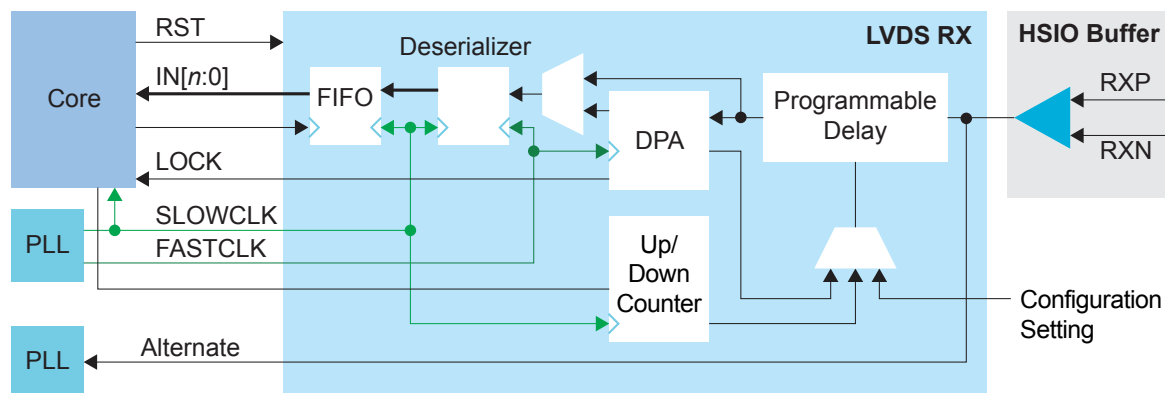 RST
LVDS RX
HSIO Buffer
Deserializer
IN[n:0]
Core
FIFO
Programmable
Delay
RXP
DPA
RXN
LOCK
SLOWCLK
PLL
FASTCLK
Up/
Down
Counter
Configuration
Setting
PLL
Alternate